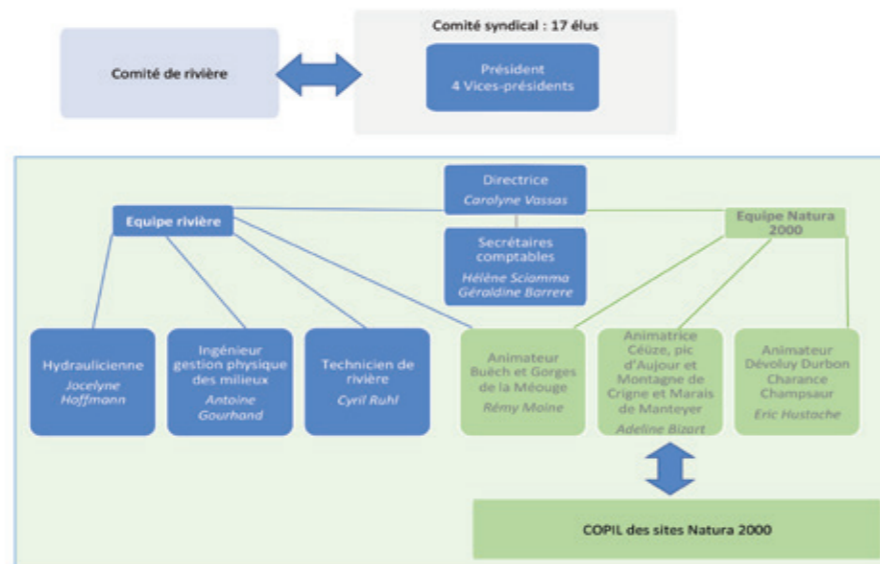 Comité syndical : 17 élus
Comité de rivière
Président
4 Vices-présidents
Directrice
Carolyne Vassas
Equipe rivière
Equipe Natura
2000
Secrétaires
comptables
Hélène Sciamma
Géraldine Barrere
Hydraulicienne
Jocelyne
Hoffmann
Ingénieur
gestion physique
des milieux
Antoine
Gourhand
Technicien de
rivière
Cyril Ruhl
Animateur
Buëch et Gorges
de la Méouge
Rémy Moine
Animatrice
Céüze, pic
d'Aujour et
Montagne de
Crigne et Marais
de Manteyer
Adeline Bizart
Animateur
Dévoluy Durbon
Charance
Champsaur
Eric Hustache
COPIL des sites Natura 2000